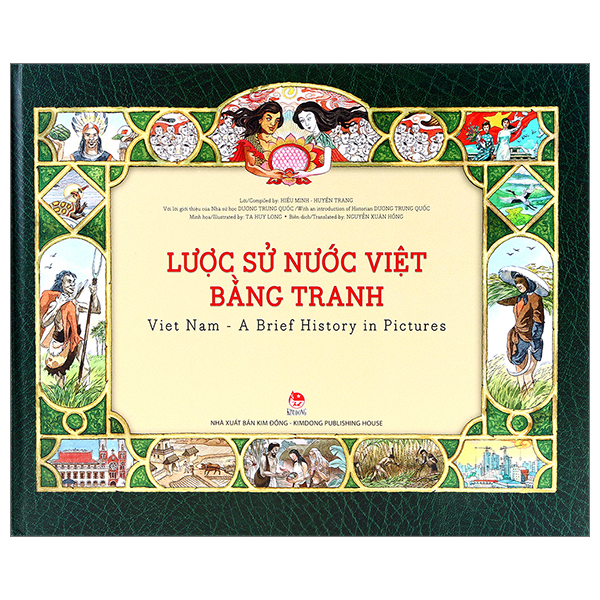 Lời/Compiled by: HIẾU MINH - HUYỀN TRANG
Với lời giới thiệu của Nhà sử học DƯƠNG TRUNG QUỐC /With an introduction of Historian DƯƠNG TRUNG QUỐC
Minh họa/Illustrated by: TẠ HUY LONG • Biên dịch/Translated by: NGUYỄN XUÂN HỒNG
LƯỢC SỬ NƯỚC VIỆT
BẰNG TRANH
Viet Nam - A Brief History in Pictures
KIM ĐỒNG
NHÀ XUẤT BẢN KIM ĐỒNG - KIMDONG PUBLISHING HOUSE